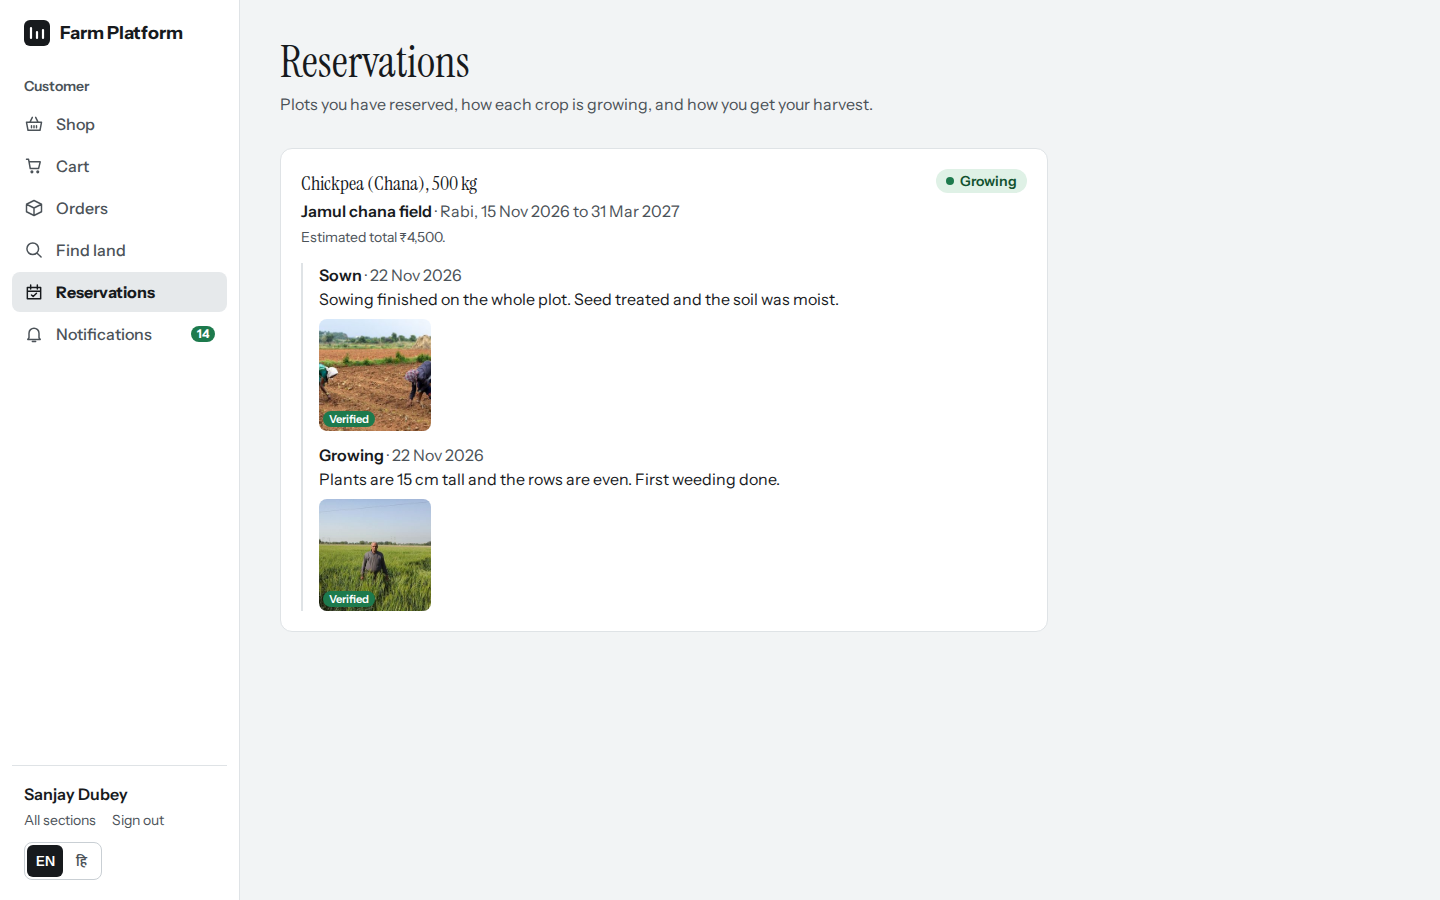 Farm Platform
Customer
Shop
Cart
Orders
Find land
Reservations
Notifications 14
Sanjay Dubey
All sections Sign out
EN हि
Reservations
Plots you have reserved, how each crop is growing, and how you get your harvest.
Chickpea (Chana), 500 kg
Growing
Jamul chana field · Rabi, 15 Nov 2026 to 31 Mar 2027
Estimated total ₹4,500.
Sown · 22 Nov 2026
Sowing finished on the whole plot. Seed treated and the soil was moist.
Verified
Growing · 22 Nov 2026
Plants are 15 cm tall and the rows are even. First weeding done.
Verified